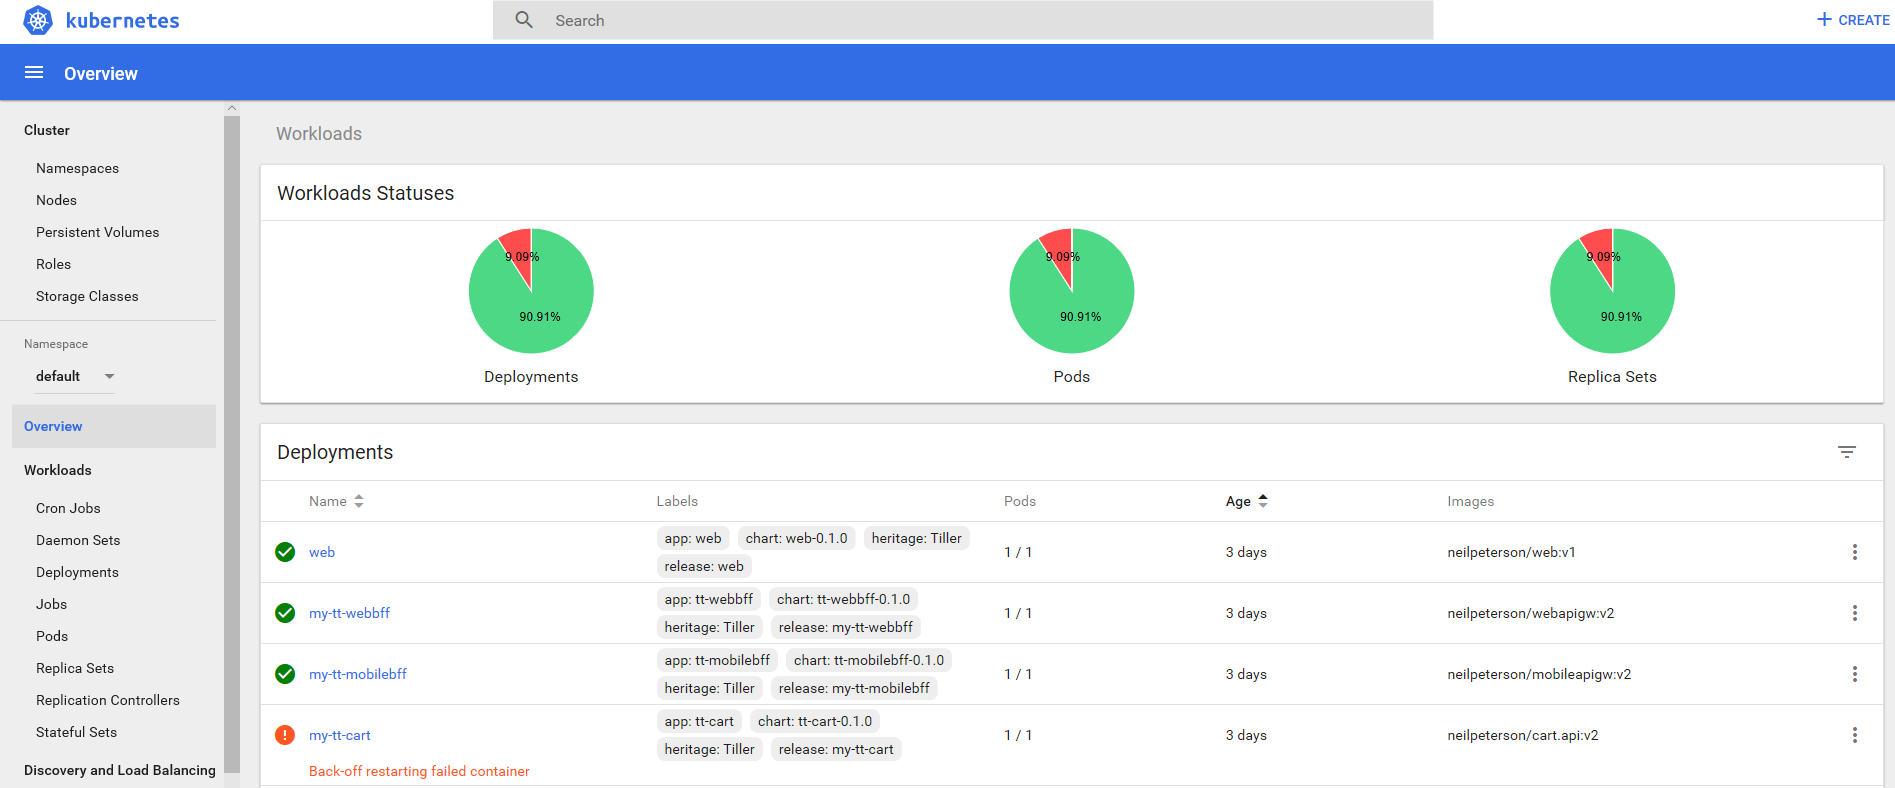 kubernetes
Search
CREATE
Overview
Cluster
Namespaces
Nodes
Persistent Volumes
Roles
Storage Classes
Namespace
default
Overview
Workloads
Cron Jobs
Daemon Sets
Deployments
Jobs
Pods
Replica Sets
Replication Controllers
Stateful Sets
Discovery and Load Balancing
Workloads
Workloads Statuses
9.09%
90.91%
Deployments
9.09%
90.91%
Pods
9.09%
90.91%
Replica Sets
Deployments
Name Labels Pods Age Images
web app: web chart: web-0.1.0 heritage: Tiller 1 / 1 3 days neilpeterson/web:v1
release: web
my-tt-webbff app: tt-webbff chart: tt-webbff-0.1.0 1 / 1 3 days neilpeterson/webapigw:v2
heritage: Tiller release: my-tt-webbff
my-tt-mobilebff app: tt-mobilebff chart: tt-mobilebff-0.1.0 1 / 1 3 days neilpeterson/mobileapigw:v2
heritage: Tiller release: my-tt-mobilebff
my-tt-cart app: tt-cart chart: tt-cart-0.1.0 1 / 1 3 days neilpeterson/cart.api:v2
heritage: Tiller release: my-tt-cart
Back-off restarting failed container